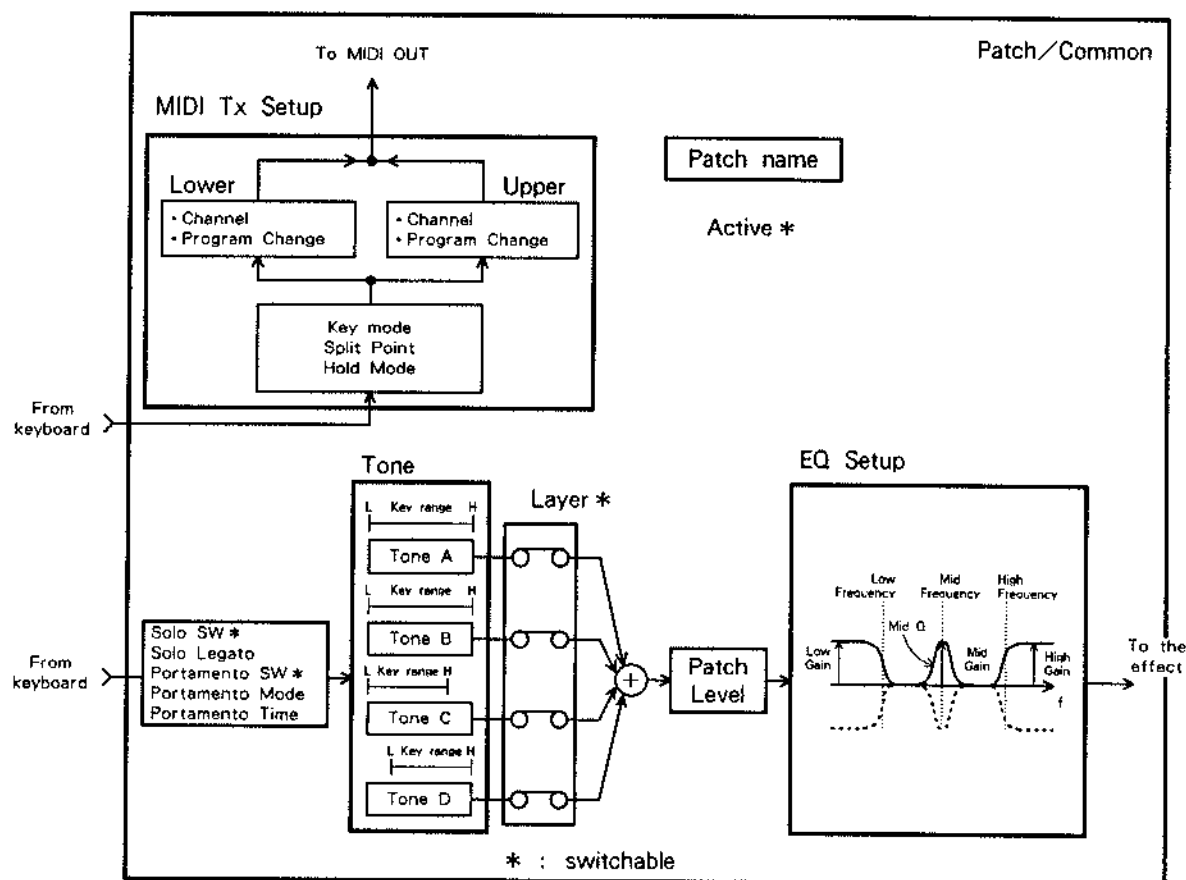 To MIDI OUT
Patch/Common
MIDI Tx Setup
Patch name
Lower
Upper
• Channel
• Program Change
• Channel
• Program Change
Active *
Key mode
Split Point
Hold Mode
From
keyboard
Tone
EQ Setup
Layer *
L Key range H
Tone A
L Key range H
Tone B
L Key range H
Tone C
L Key range H
Tone D
From
keyboard
Solo SW *
Solo Legato
Portamento SW *
Portamento Mode
Portamento Time
+
Patch
Level
Low
Frequency
Mid
Frequency
High
Frequency
Mid Q
Low
Gain
Mid
Gain
High
Gain
f
To the
effect
* : switchable